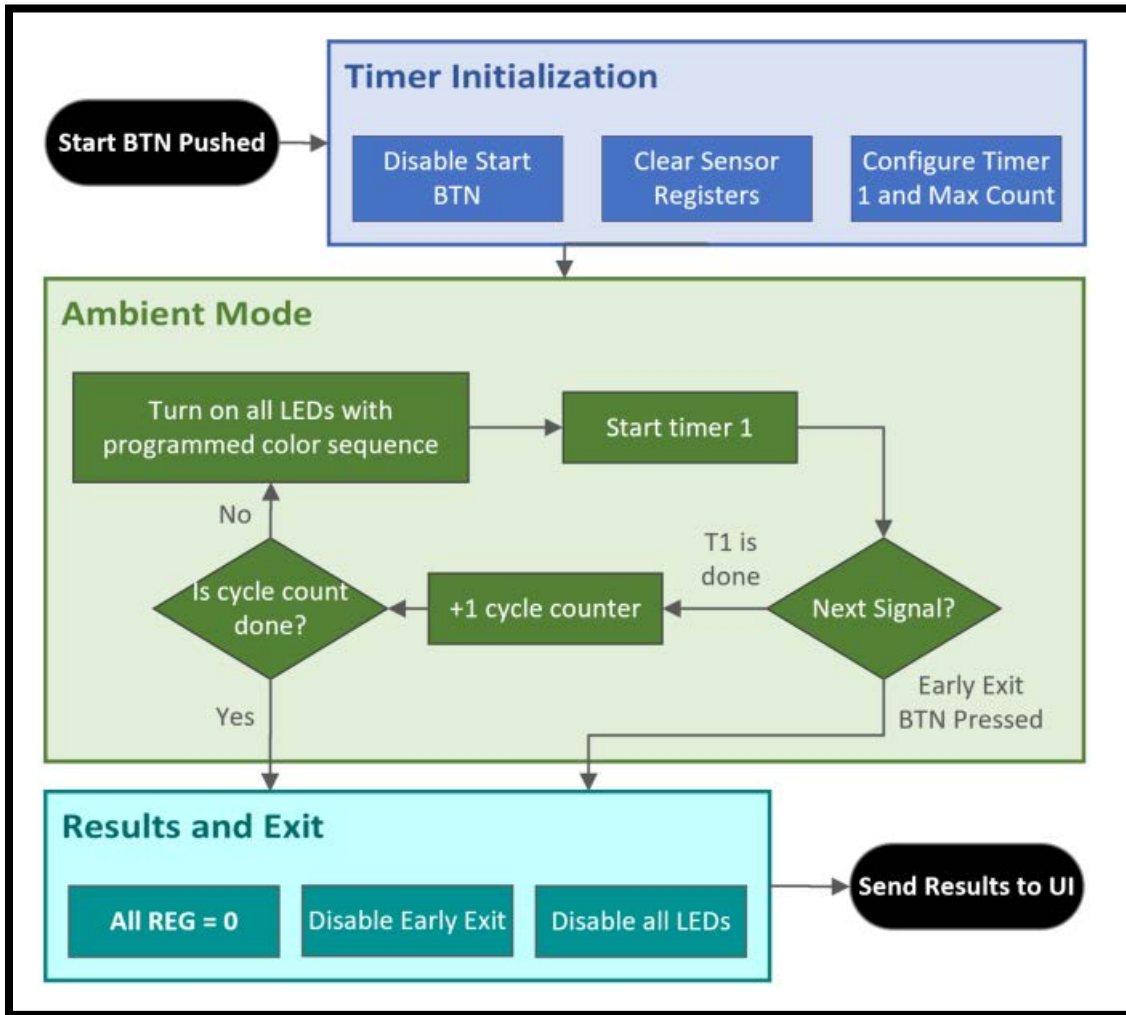 Timer Initialization
Start BTN Pushed
Disable Start
BTN
Clear Sensor
Registers
Configure Timer
1 and Max Count
Ambient Mode
Turn on all LEDs with
programmed color sequence
Start timer 1
No
T1 is
done
Is cycle count
done?
+1 cycle counter
Next Signal?
Yes
Early Exit
BTN Pressed
Results and Exit
All REG = 0
Disable Early Exit
Disable all LEDs
Send Results to UI